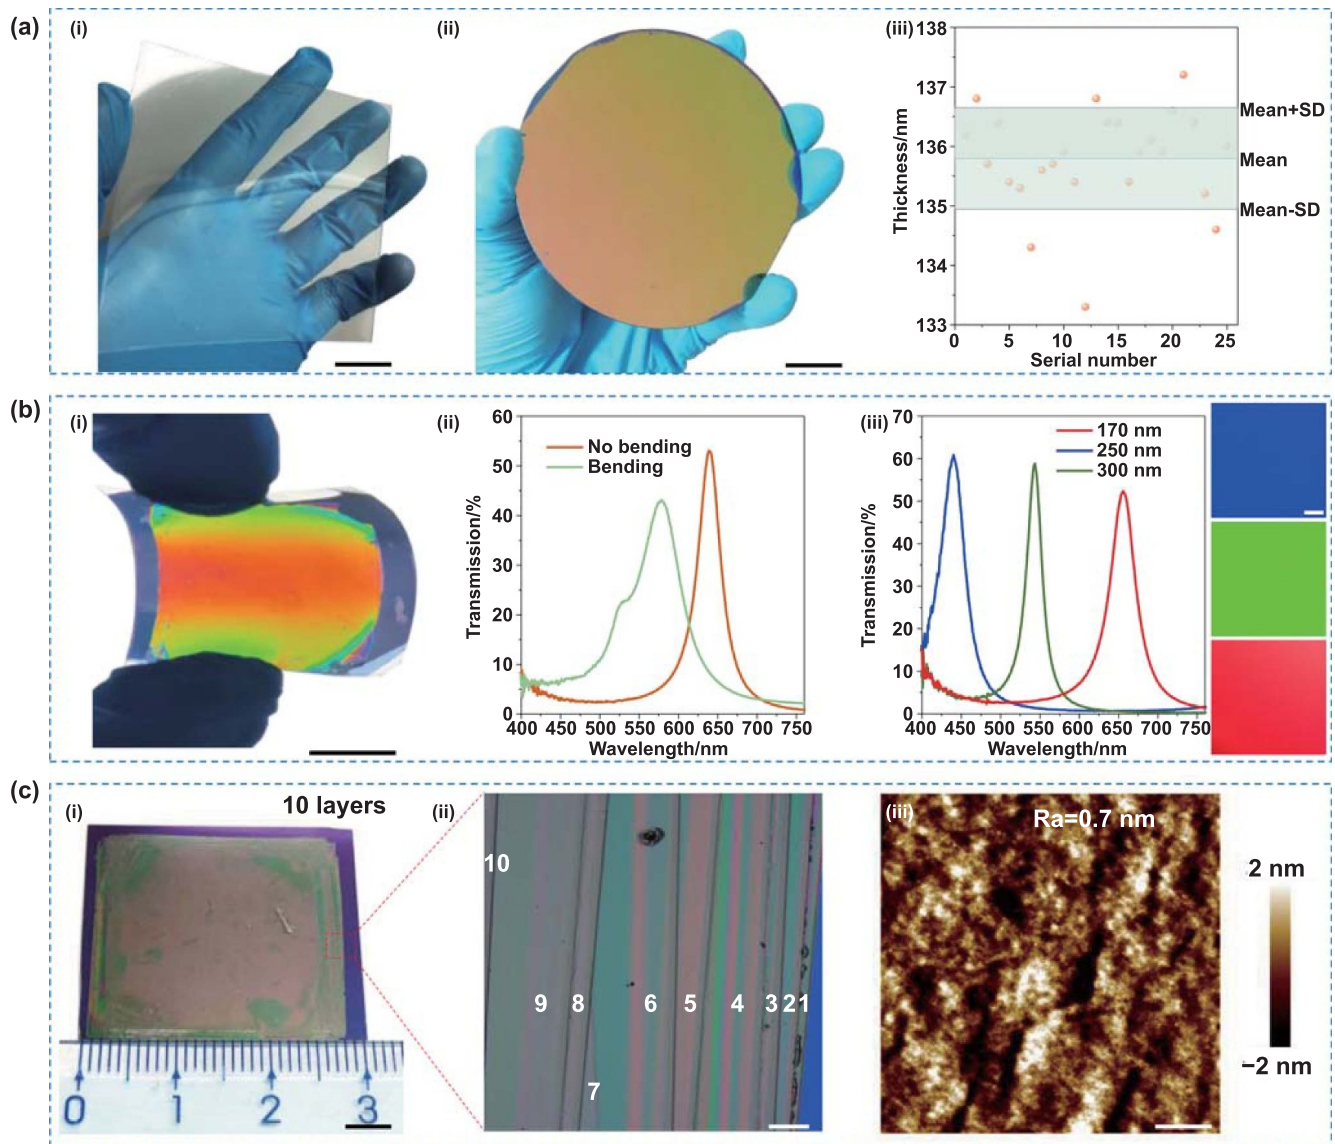 (a)
(i)
(ii)
(iii)
138
137
136
135
134
133
Thickness/nm
0 5 10 15 20 25
Serial number
Mean+SD
Mean
Mean-SD
(b)
(i)
(ii)
60
50
40
30
20
10
0
Transmission/%
No bending
Bending
400 450 500 550 600 650 700 750
Wavelength/nm
(iii)
70
60
50
40
30
20
10
0
Transmission/%
170 nm
250 nm
300 nm
400 450 500 550 600 650 700 750
Wavelength/nm
(c)
(i)
10 layers
0 1 2 3
(ii)
10
9 8 6 5 4 3 2 1
7
(iii)
Ra=0.7 nm
2 nm
−2 nm